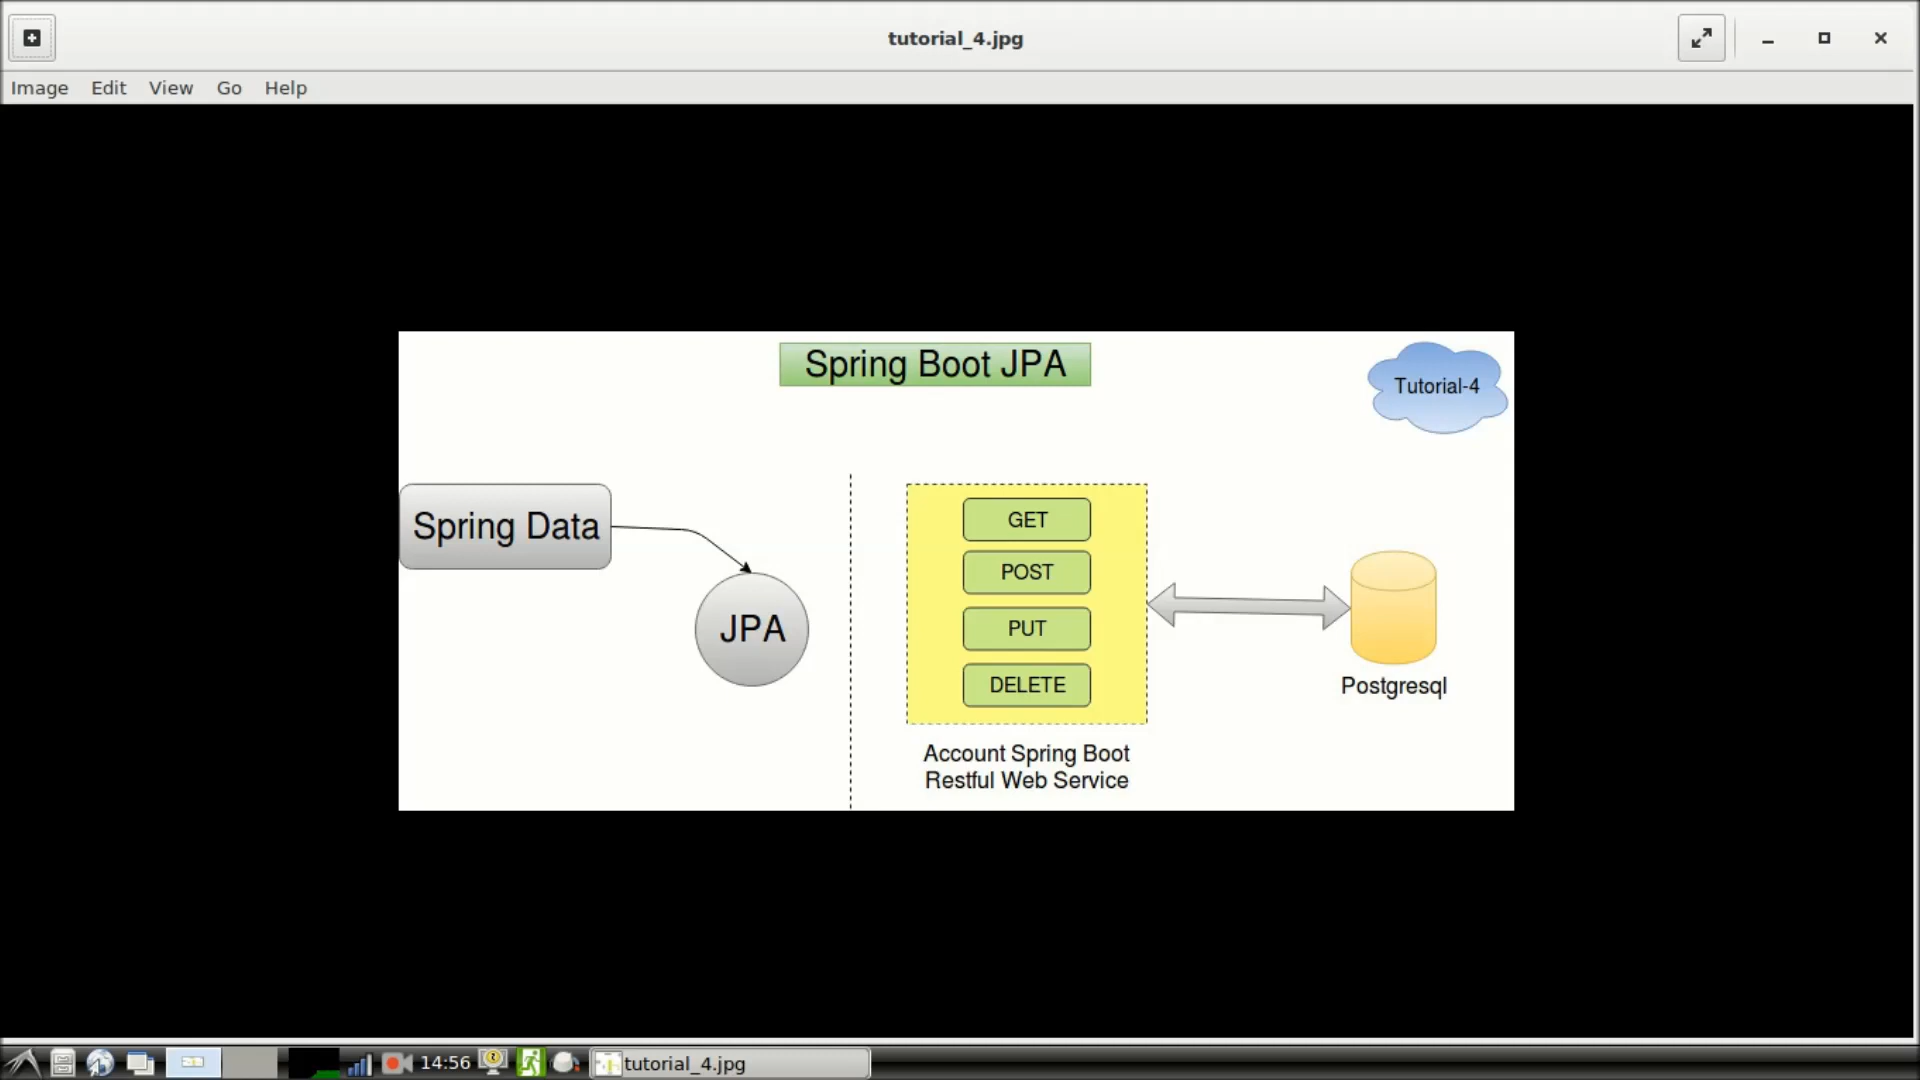 tutorial_4.jpg
Image Edit View Go Help
Spring Boot JPA
Tutorial-4
Spring Data
JPA
GET
POST
PUT
DELETE
Postgresql
Account Spring Boot
Restful Web Service
14:56
tutorial_4.jpg